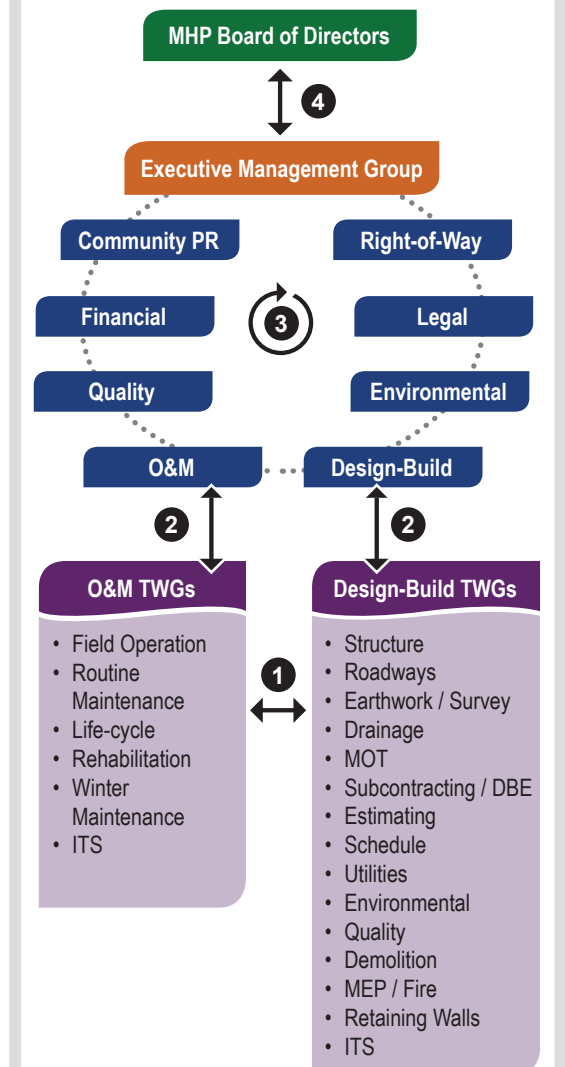 MHP Board of Directors
4
Executive Management Group
Community PR
Right-of-Way
Financial
3
Legal
Quality
Environmental
O&M
Design-Build
2
2
O&M TWGs
• Field Operation
• Routine
Maintenance
• Life-cycle
• Rehabilitation
• Winter
Maintenance
• ITS
1
Design-Build TWGs
• Structure
• Roadways
• Earthwork / Survey
• Drainage
• MOT
• Subcontracting / DBE
• Estimating
• Schedule
• Utilities
• Environmental
• Quality
• Demolition
• MEP / Fire
• Retaining Walls
• ITS